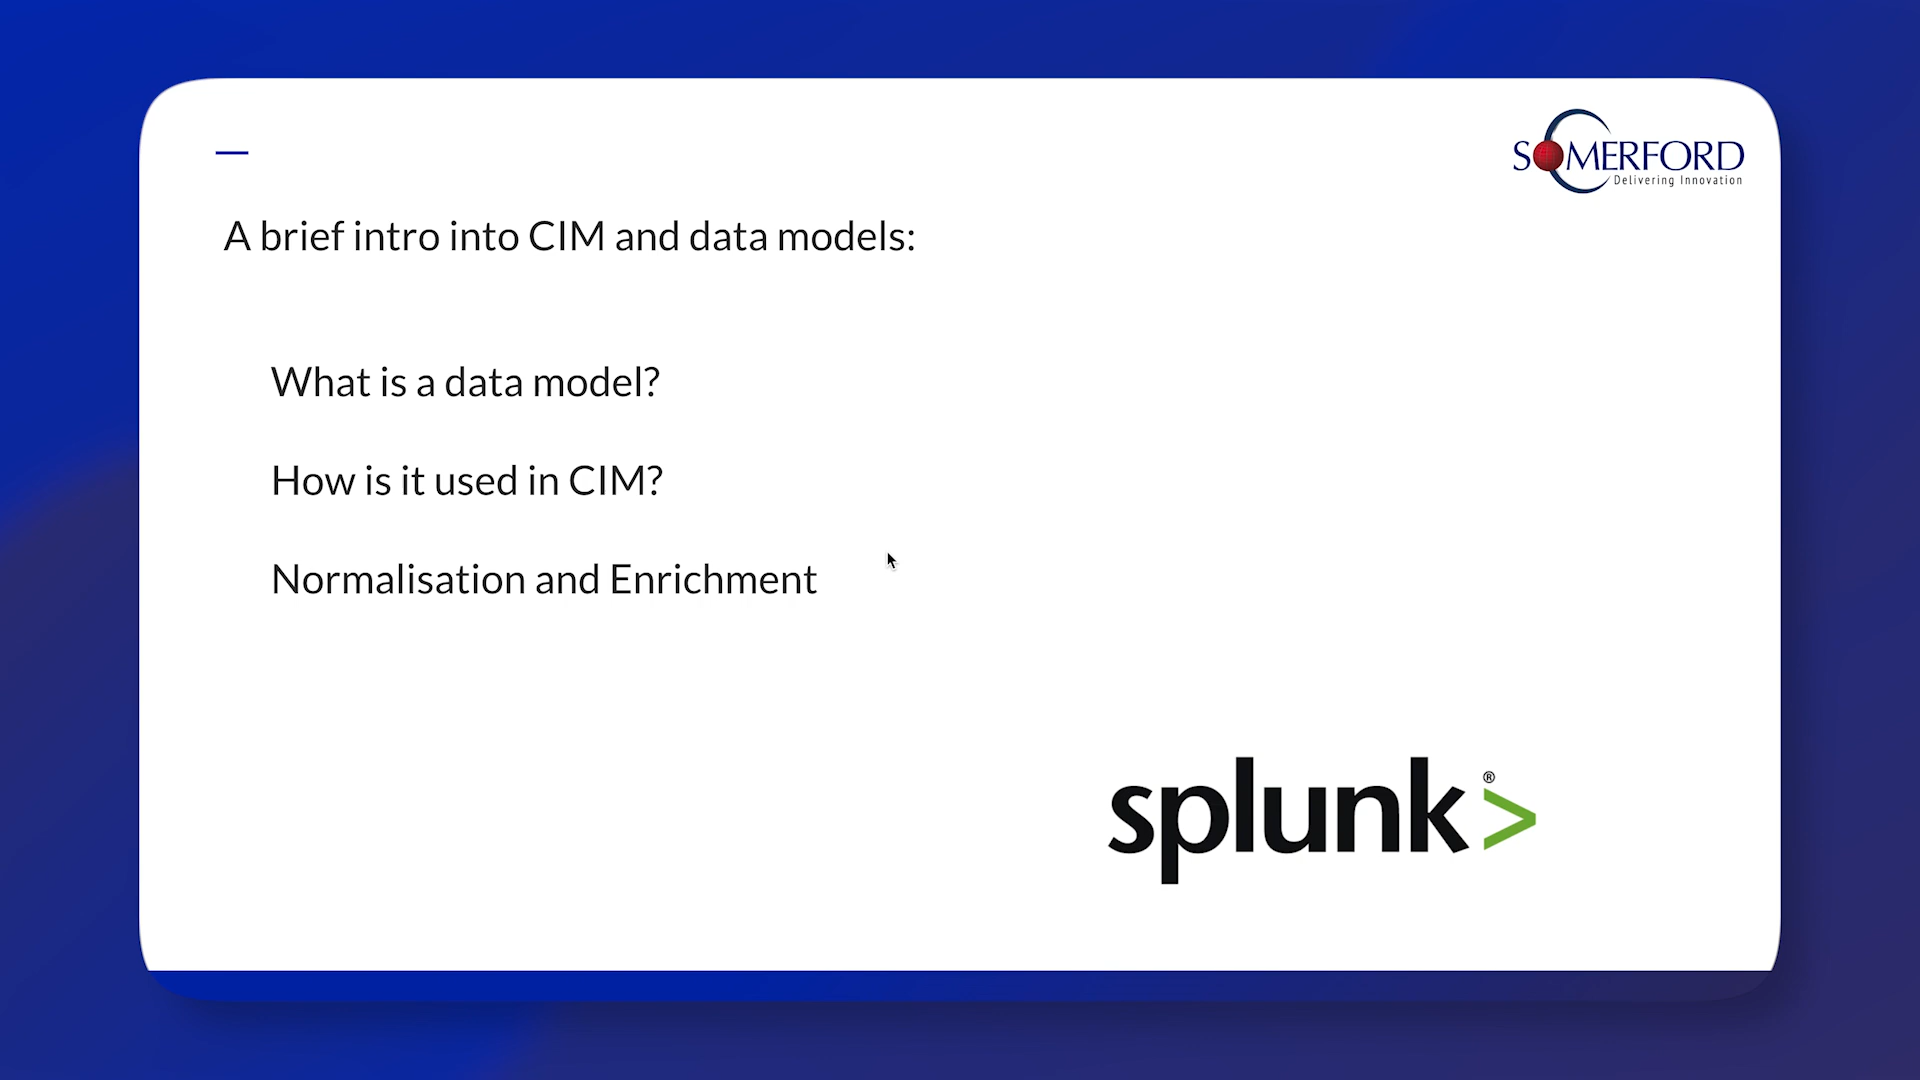 SOMERFORD
Delivering Innovation
A brief intro into CIM and data models:
What is a data model?
How is it used in CIM?
Normalisation and Enrichment
splunk>®